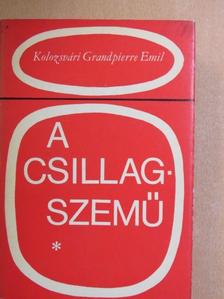 Kolozsvári Grandpierre Emil
A
CSILLAG-
SZEMŰ
*